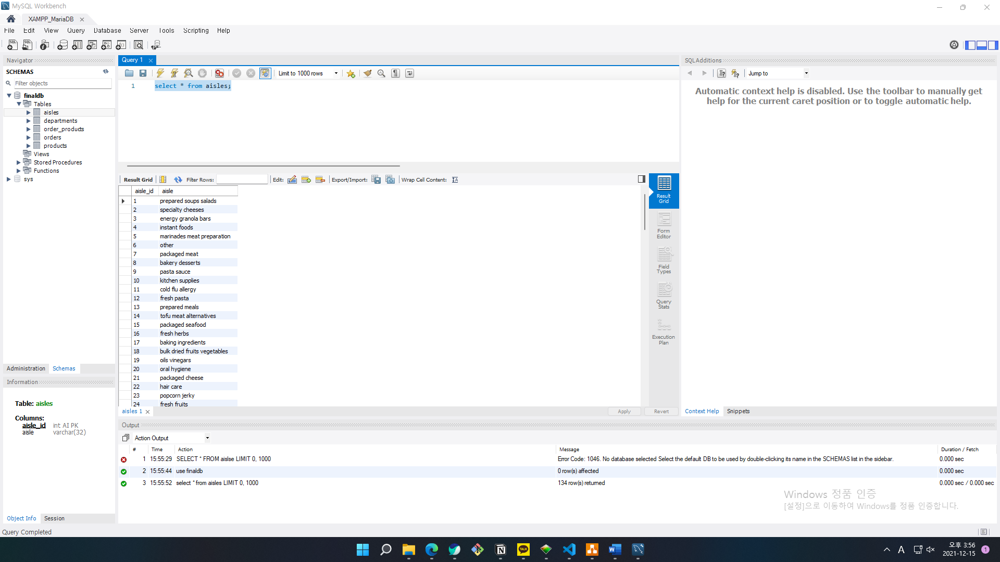 MySQL Workbench
XAMPP_MariaDB
File Edit View Query Database Server Tools Scripting Help
Navigator
SCHEMAS
Filter objects
finaldb
Tables
aisles
departments
order_products
orders
products
Views
Stored Procedures
Functions
sys
Administration Schemas
Information
Table: aisles
Columns:
aisle_id int AI PK
aisle varchar(32)
Object Info Session
Query 1
Limit to 1000 rows
1 select * from aisles;
Result Grid Filter Rows: Edit: Export/Import: Wrap Cell Content:
aisle_id aisle
1 prepared soups salads
2 specialty cheeses
3 energy granola bars
4 instant foods
5 marinades meat preparation
6 other
7 packaged meat
8 bakery desserts
9 pasta sauce
10 kitchen supplies
11 cold flu allergy
12 fresh pasta
13 prepared meals
14 tofu meat alternatives
15 packaged seafood
16 fresh herbs
17 baking ingredients
18 bulk dried fruits vegetables
19 oils vinegars
20 oral hygiene
21 packaged cheese
22 hair care
23 popcorn jerky
24 fresh fruits
Result Grid
Form Editor
Field Types
Query Stats
Execution Plan
aisles 1
Apply Revert
SQLAdditions
Jump to
Automatic context help is disabled. Use the toolbar to manually get
help for the current caret position or to toggle automatic help.
Context Help Snippets
Output
Action Output
# Time Action Message Duration / Fetch
1 15:55:29 SELECT * FROM aislse LIMIT 0, 1000 Error Code: 1046. No database selected Select the default DB to be used by double-clicking its name in the SCHEMAS list in the sidebar. 0.000 sec
2 15:55:44 use finaldb 0 row(s) affected 0.000 sec
3 15:55:52 select * from aisles LIMIT 0, 1000 134 row(s) returned 0.000 sec / 0.000 sec
Windows 정품 인증
[설정]으로 이동하여 Windows를 정품 인증합니다.
Query Completed
TALK
A
오후 3:56
2021-12-15
1